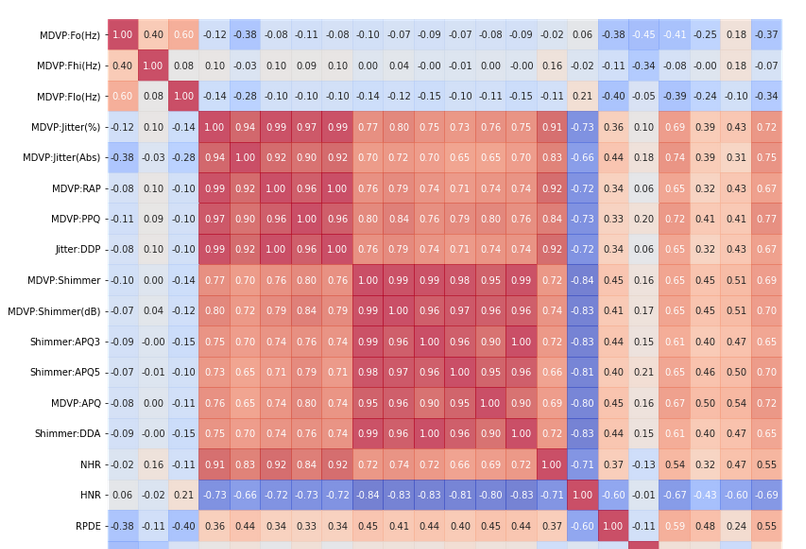 MDVP:Fo(Hz) 1.00 0.40 0.60 -0.12 -0.38 -0.08 -0.11 -0.08 -0.10 -0.07 -0.09 -0.07 -0.08 -0.09 -0.02 0.06 -0.38 -0.45 -0.41 -0.25 0.18 -0.37
MDVP:Fhi(Hz) 0.40 1.00 0.08 0.10 -0.03 0.10 0.09 0.10 0.00 0.04 -0.00 -0.01 0.00 -0.00 0.16 -0.02 -0.11 -0.34 -0.08 -0.00 0.18 -0.07
MDVP:Flo(Hz) 0.60 0.08 1.00 -0.14 -0.28 -0.10 -0.10 -0.10 -0.14 -0.12 -0.15 -0.10 -0.11 -0.15 -0.11 0.21 -0.40 -0.05 -0.39 -0.24 -0.10 -0.34
MDVP:Jitter(%) -0.12 0.10 -0.14 1.00 0.94 0.99 0.97 0.99 0.77 0.80 0.75 0.73 0.76 0.75 0.91 -0.73 0.36 0.10 0.69 0.39 0.43 0.72
MDVP:Jitter(Abs) -0.38 -0.03 -0.28 0.94 1.00 0.92 0.90 0.92 0.70 0.72 0.70 0.65 0.65 0.70 0.83 -0.66 0.44 0.18 0.74 0.39 0.31 0.75
MDVP:RAP -0.08 0.10 -0.10 0.99 0.92 1.00 0.96 1.00 0.76 0.79 0.74 0.71 0.74 0.74 0.92 -0.72 0.34 0.06 0.65 0.32 0.43 0.67
MDVP:PPQ -0.11 0.09 -0.10 0.97 0.90 0.96 1.00 0.96 0.80 0.84 0.76 0.79 0.80 0.76 0.84 -0.73 0.33 0.20 0.72 0.41 0.41 0.77
Jitter:DDP -0.08 0.10 -0.10 0.99 0.92 1.00 0.96 1.00 0.76 0.79 0.74 0.71 0.74 0.74 0.92 -0.72 0.34 0.06 0.65 0.32 0.43 0.67
MDVP:Shimmer -0.10 0.00 -0.14 0.77 0.70 0.76 0.80 0.76 1.00 0.99 0.99 0.98 0.95 0.99 0.72 -0.84 0.45 0.16 0.65 0.45 0.51 0.69
MDVP:Shimmer(dB) -0.07 0.04 -0.12 0.80 0.72 0.79 0.84 0.79 0.99 1.00 0.96 0.97 0.96 0.96 0.74 -0.83 0.41 0.17 0.65 0.45 0.51 0.70
Shimmer:APQ3 -0.09 -0.00 -0.15 0.75 0.70 0.74 0.76 0.74 0.99 0.96 1.00 0.96 0.90 1.00 0.72 -0.83 0.44 0.15 0.61 0.40 0.47 0.65
Shimmer:APQ5 -0.07 -0.01 -0.10 0.73 0.65 0.71 0.79 0.71 0.98 0.97 0.96 1.00 0.95 0.96 0.66 -0.81 0.40 0.21 0.65 0.46 0.50 0.70
MDVP:APQ -0.08 0.00 -0.11 0.76 0.65 0.74 0.80 0.74 0.95 0.96 0.90 0.95 1.00 0.90 0.69 -0.80 0.45 0.16 0.67 0.50 0.54 0.72
Shimmer:DDA -0.09 -0.00 -0.15 0.75 0.70 0.74 0.76 0.74 0.99 0.96 1.00 0.96 0.90 1.00 0.72 -0.83 0.44 0.15 0.61 0.40 0.47 0.65
NHR -0.02 0.16 -0.11 0.91 0.83 0.92 0.84 0.92 0.72 0.74 0.72 0.66 0.69 0.72 1.00 -0.71 0.37 -0.13 0.54 0.32 0.47 0.55
HNR 0.06 -0.02 0.21 -0.73 -0.66 -0.72 -0.73 -0.72 -0.84 -0.83 -0.83 -0.81 -0.80 -0.83 -0.71 1.00 -0.60 -0.01 -0.67 -0.43 -0.60 -0.69
RPDE -0.38 -0.11 -0.40 0.36 0.44 0.34 0.33 0.34 0.45 0.41 0.44 0.40 0.45 0.44 0.37 -0.60 1.00 -0.11 0.59 0.48 0.24 0.55